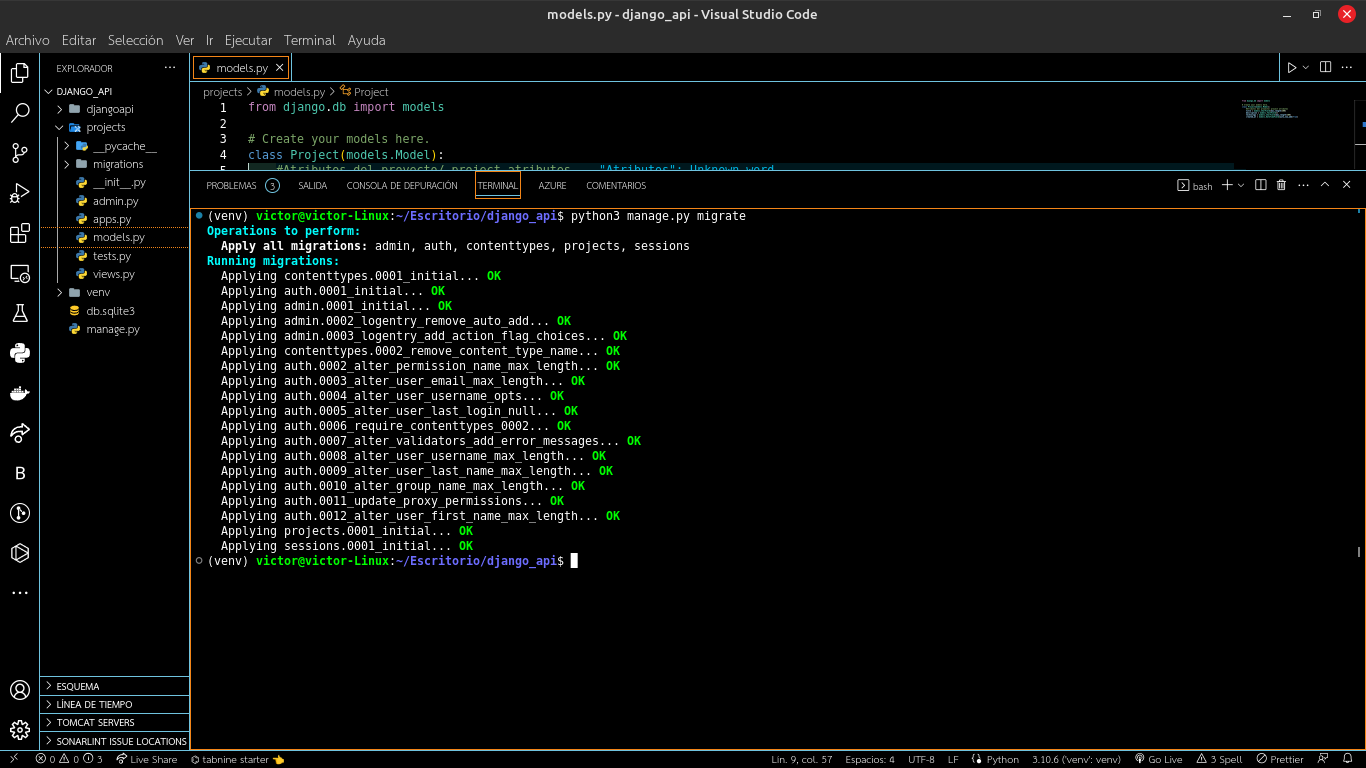 models.py - django_api - Visual Studio Code
Archivo Editar Selección Ver Ir Ejecutar Terminal Ayuda
EXPLORADOR
DJANGO_API
djangoapi
projects
__pycache__
migrations
__init__.py
admin.py
apps.py
models.py
tests.py
views.py
venv
db.sqlite3
manage.py
ESQUEMA
LÍNEA DE TIEMPO
TOMCAT SERVERS
SONARLINT ISSUE LOCATIONS
B
models.py
projects > models.py > Project
1 from django.db import models
2
3 # Create your models here.
4 class Project(models.Model):
5 #Atributos del proyecto/ project atributes "Atributes": Unknown word.
PROBLEMAS 3 SALIDA CONSOLA DE DEPURACIÓN TERMINAL AZURE COMENTARIOS
bash
(venv) victor@victor-Linux:~/Escritorio/django_api$ python3 manage.py migrate
Operations to perform:
Apply all migrations: admin, auth, contenttypes, projects, sessions
Running migrations:
Applying contenttypes.0001_initial... OK
Applying auth.0001_initial... OK
Applying admin.0001_initial... OK
Applying admin.0002_logentry_remove_auto_add... OK
Applying admin.0003_logentry_add_action_flag_choices... OK
Applying contenttypes.0002_remove_content_type_name... OK
Applying auth.0002_alter_permission_name_max_length... OK
Applying auth.0003_alter_user_email_max_length... OK
Applying auth.0004_alter_user_username_opts... OK
Applying auth.0005_alter_user_last_login_null... OK
Applying auth.0006_require_contenttypes_0002... OK
Applying auth.0007_alter_validators_add_error_messages... OK
Applying auth.0008_alter_user_username_max_length... OK
Applying auth.0009_alter_user_last_name_max_length... OK
Applying auth.0010_alter_group_name_max_length... OK
Applying auth.0011_update_proxy_permissions... OK
Applying auth.0012_alter_user_first_name_max_length... OK
Applying projects.0001_initial... OK
Applying sessions.0001_initial... OK
(venv) victor@victor-Linux:~/Escritorio/django_api$
0 0 3 Live Share tabnine starter Lín. 9, col. 57 Espacios: 4 UTF-8 LF Python 3.10.6 ('venv': venv) Go Live 3 Spell Prettier